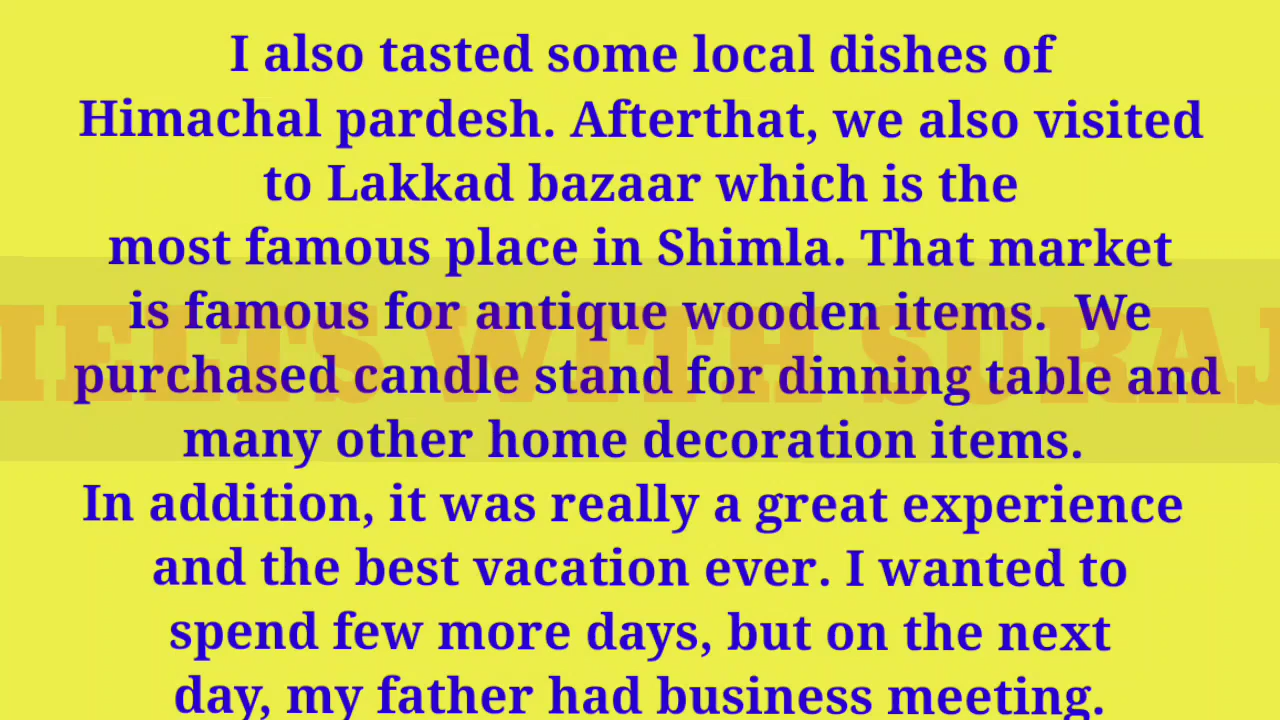 I also tasted some local dishes of
Himachal pardesh. Afterthat, we also visited
to Lakkad bazaar which is the
most famous place in Shimla. That market
is famous for antique wooden items.  We
IELTS WITH SURAJ
purchased candle stand for dinning table and
many other home decoration items.
In addition, it was really a great experience
and the best vacation ever. I wanted to
spend few more days, but on the next
day, my father had business meeting.